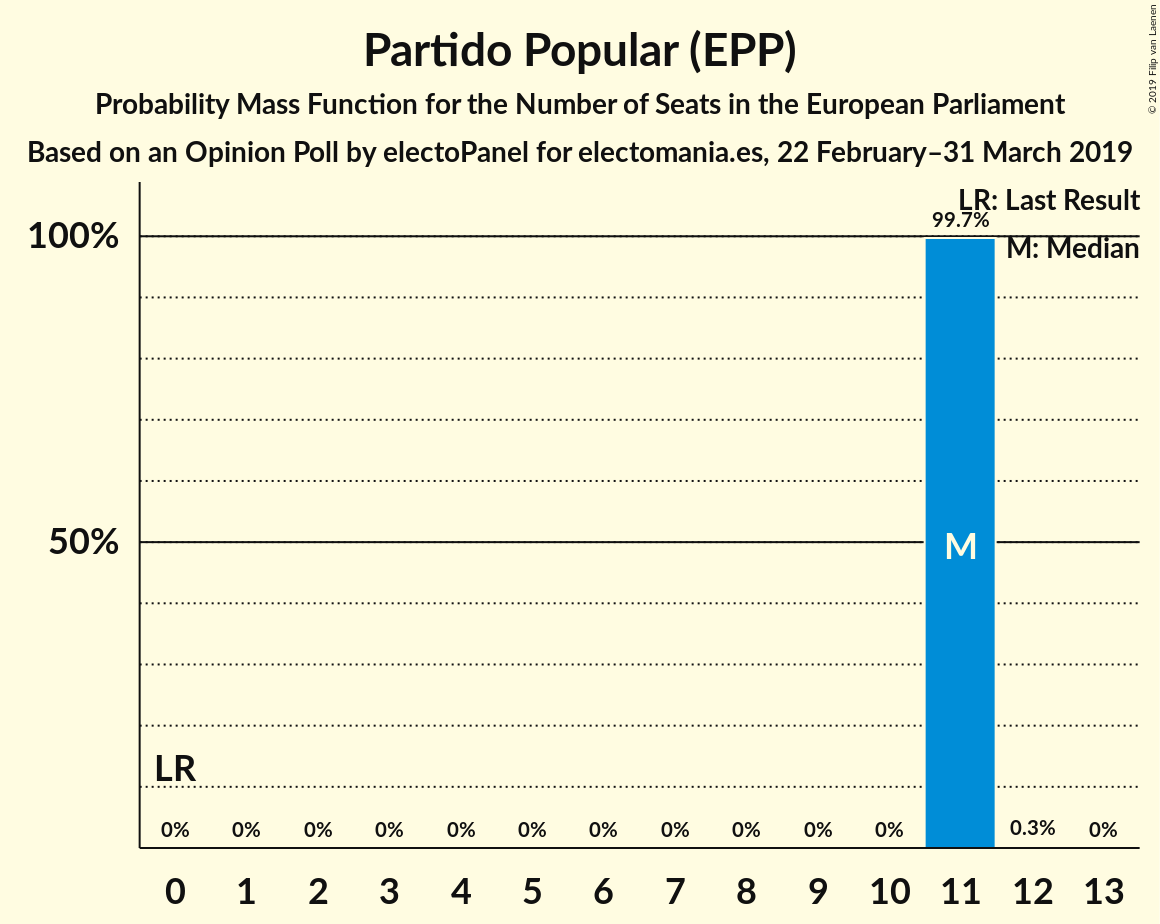 Partido Popular (EPP)
Probability Mass Function for the Number of Seats in the European Parliament
Based on an Opinion Poll by electoPanel for electomania.es, 22 February–31 March 2019
© 2019 Filip van Laenen
LR: Last Result
M: Median
100%
50%
99.7%
M
LR
0% 0% 0% 0% 0% 0% 0% 0% 0% 0% 0% 0.3% 0%
0 1 2 3 4 5 6 7 8 9 10 11 12 13